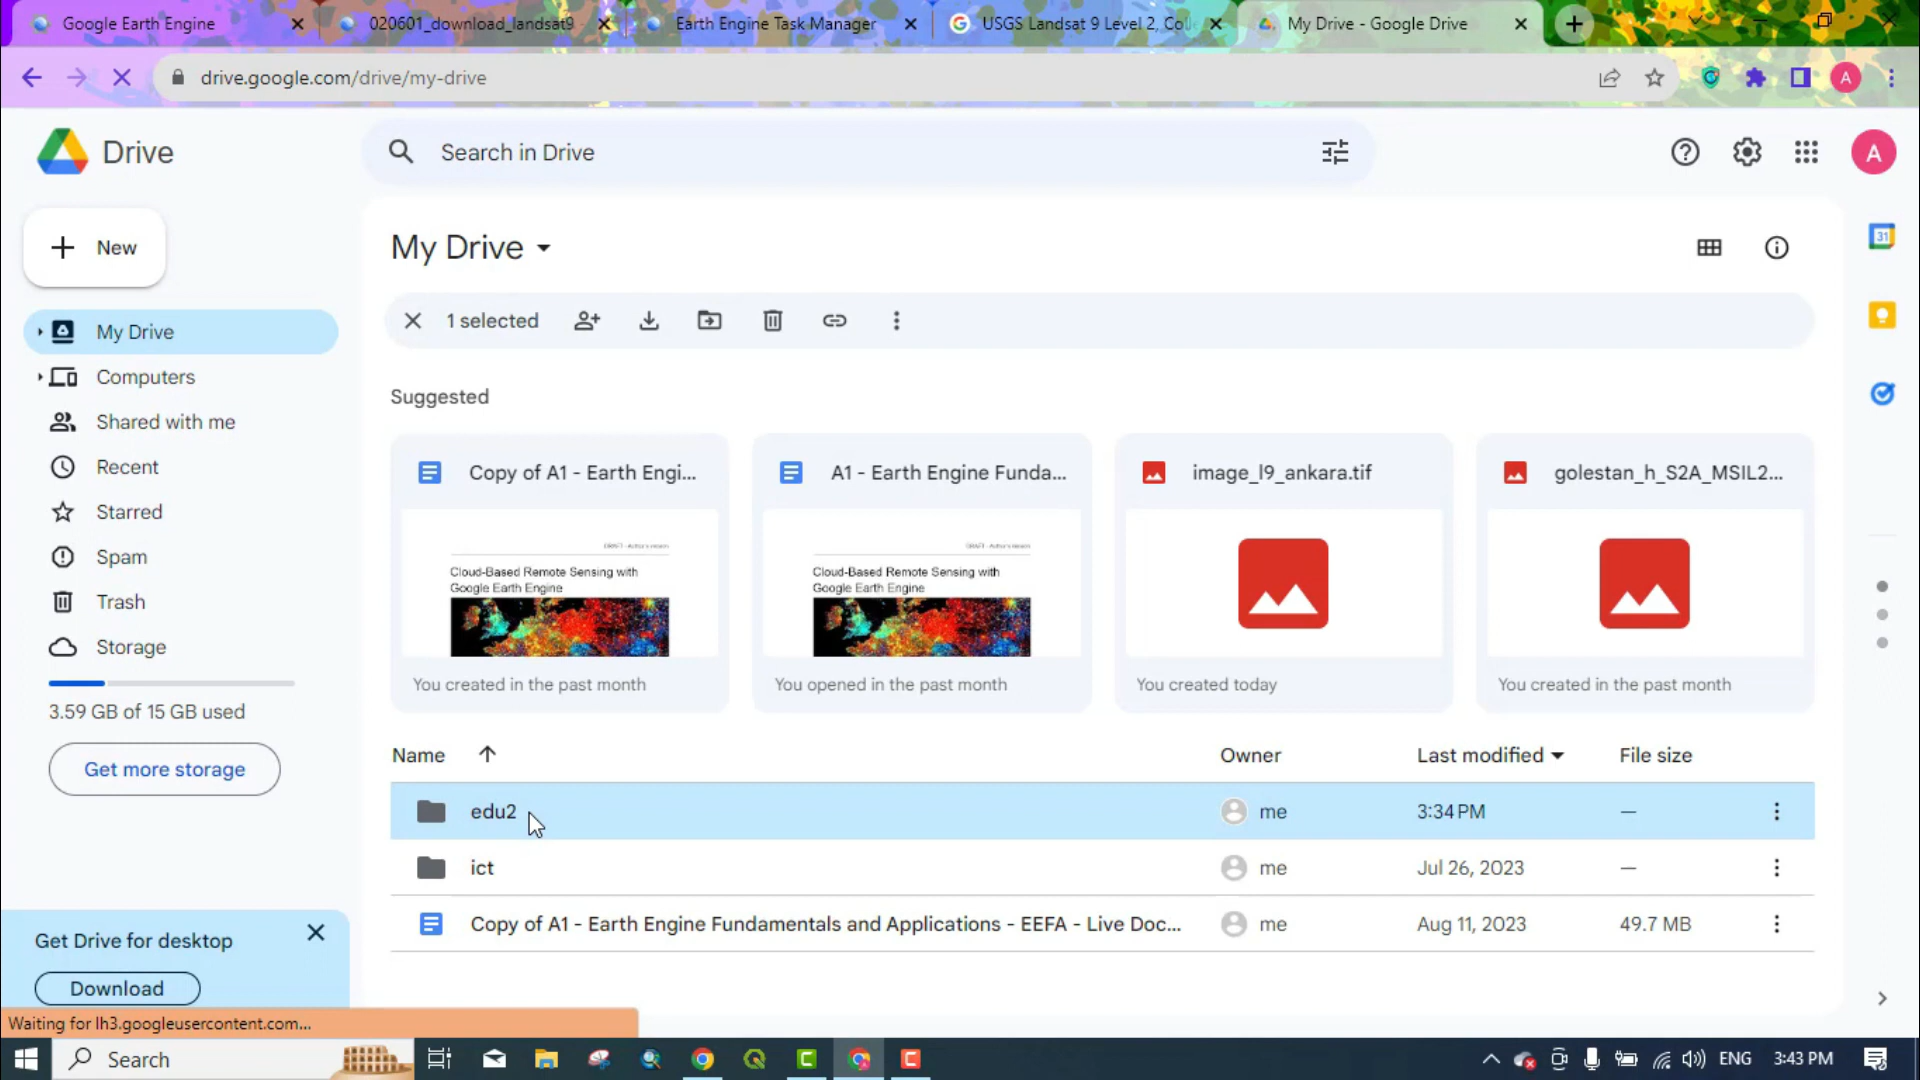 Google Earth Engine
020601_download_landsat9
Earth Engine Task Manager
USGS Landsat 9 Level 2, Coll
My Drive - Google Drive
drive.google.com/drive/my-drive
A
Drive
Search in Drive
A
New
My Drive
31
1 selected
My Drive
Computers
Shared with me
Recent
Starred
Spam
Trash
Storage
3.59 GB of 15 GB used
Get more storage
Suggested
Copy of A1 - Earth Engi...
A1 - Earth Engine Funda...
image_l9_ankara.tif
golestan_h_S2A_MSIL2...
DRAFT - Author's version
DRAFT - Author's version
Cloud-Based Remote Sensing with
Google Earth Engine
Cloud-Based Remote Sensing with
Google Earth Engine
You created in the past month
You opened in the past month
You created today
You created in the past month
Name
Owner
Last modified
File size
edu2
me
3:34 PM
—
ict
me
Jul 26, 2023
—
Copy of A1 - Earth Engine Fundamentals and Applications - EEFA - Live Doc...
me
Aug 11, 2023
49.7 MB
Get Drive for desktop
Download
Waiting for lh3.googleusercontent.com...
Search
ENG
3:43 PM